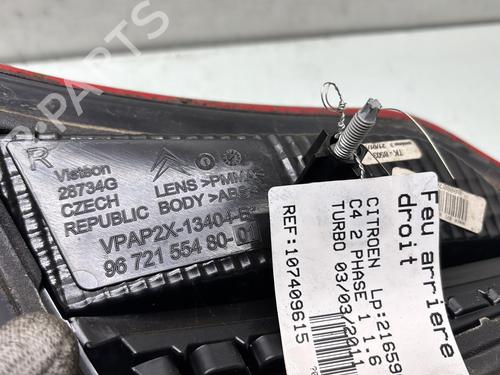 R
Visteon
28734G
CZECH
REPUBLIC
LENS >PMMA<
BODY >ABS
VPAP2X-13404-B
96 721 554 80-01
Feu arriere
droit
CITROEN LP:21659
C4 2 PHASE 1 1.6
TURBO 03/03/2011
REF:107409615